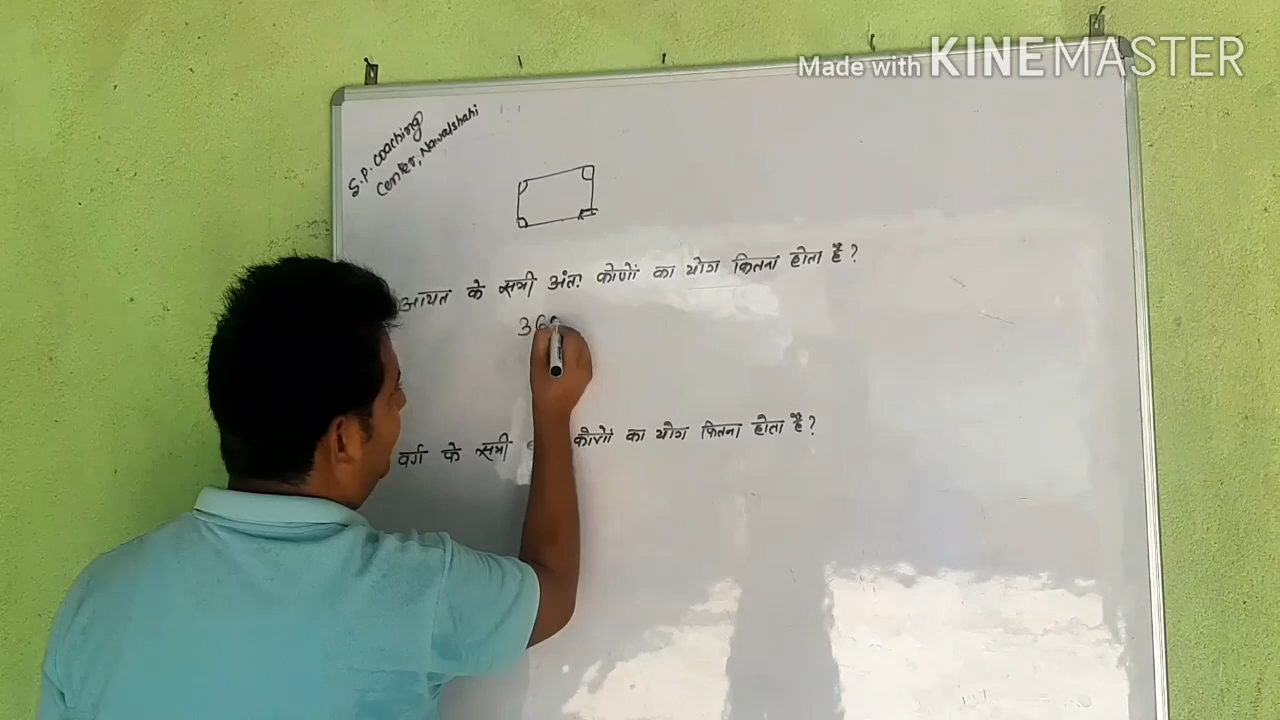 Made with KINEMASTER
S.P. coaching
Center, Nawalshahi
आयत के सभी अंतः कोणों का योग कितना होता है?
36
वर्ग के सभी कोणों का योग कितना होता है?